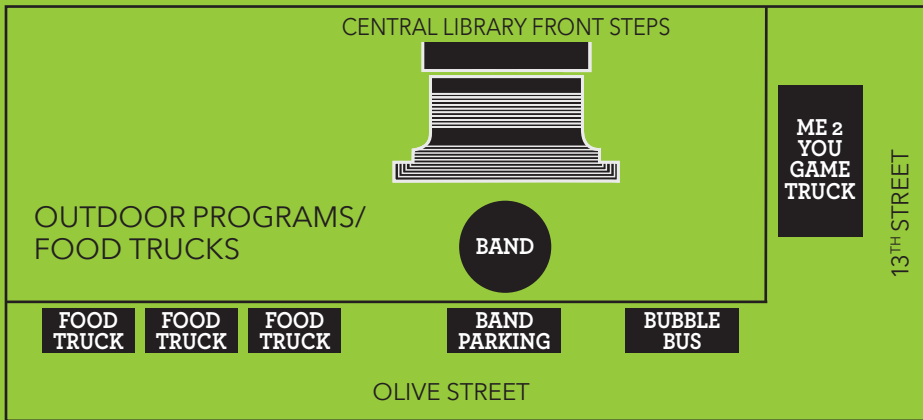 CENTRAL LIBRARY FRONT STEPS
ME 2
YOU
GAME
TRUCK
13TH STREET
OUTDOOR PROGRAMS/
FOOD TRUCKS
BAND
FOOD
TRUCK
FOOD
TRUCK
FOOD
TRUCK
BAND
PARKING
BUBBLE
BUS
OLIVE STREET